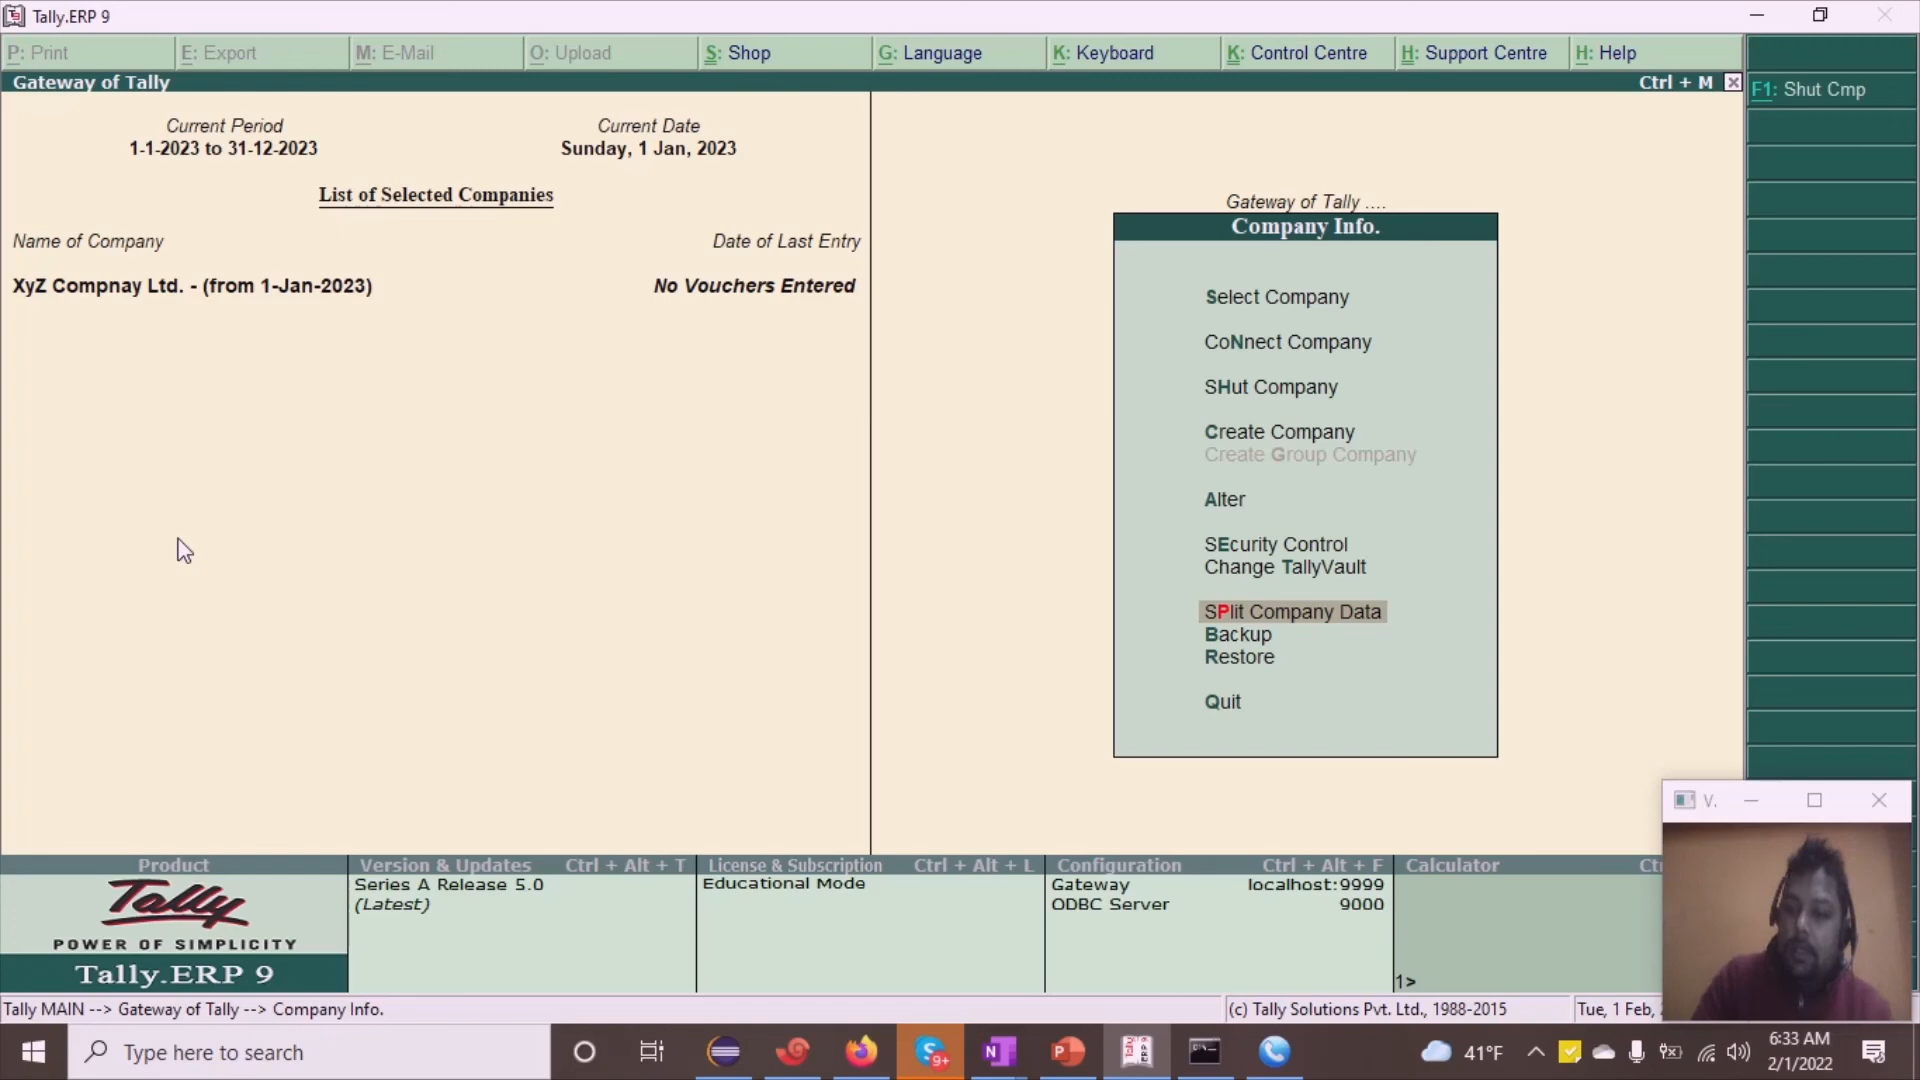 Tally.ERP 9
P: Print
E: Export
M: E-Mail
O: Upload
S: Shop
G: Language
K: Keyboard
K: Control Centre
H: Support Centre
H: Help
Gateway of Tally
Ctrl + M
F1: Shut Cmp
Current Period
Current Date
1-1-2023 to 31-12-2023
Sunday, 1 Jan, 2023
List of Selected Companies
Name of Company
Date of Last Entry
XyZ Compnay Ltd. - (from 1-Jan-2023)
No Vouchers Entered
Gateway of Tally ....
Company Info.
Select Company
CoNnect Company
SHut Company
Create Company
Create Group Company
Alter
SEcurity Control
Change TallyVault
SPlit Company Data
Backup
Restore
Quit
V.
Product
Version & Updates
Ctrl + Alt + T
License & Subscription
Ctrl + Alt + L
Configuration
Ctrl + Alt + F
Calculator
Tally
POWER OF SIMPLICITY
Tally.ERP 9
Series A Release 5.0
(Latest)
Educational Mode
Gateway
localhost:9999
ODBC Server
9000
1>
Tally MAIN --> Gateway of Tally --> Company Info.
(c) Tally Solutions Pvt. Ltd., 1988-2015
Tue, 1 Feb,
Type here to search
9+
41°F
6:33 AM
2/1/2022